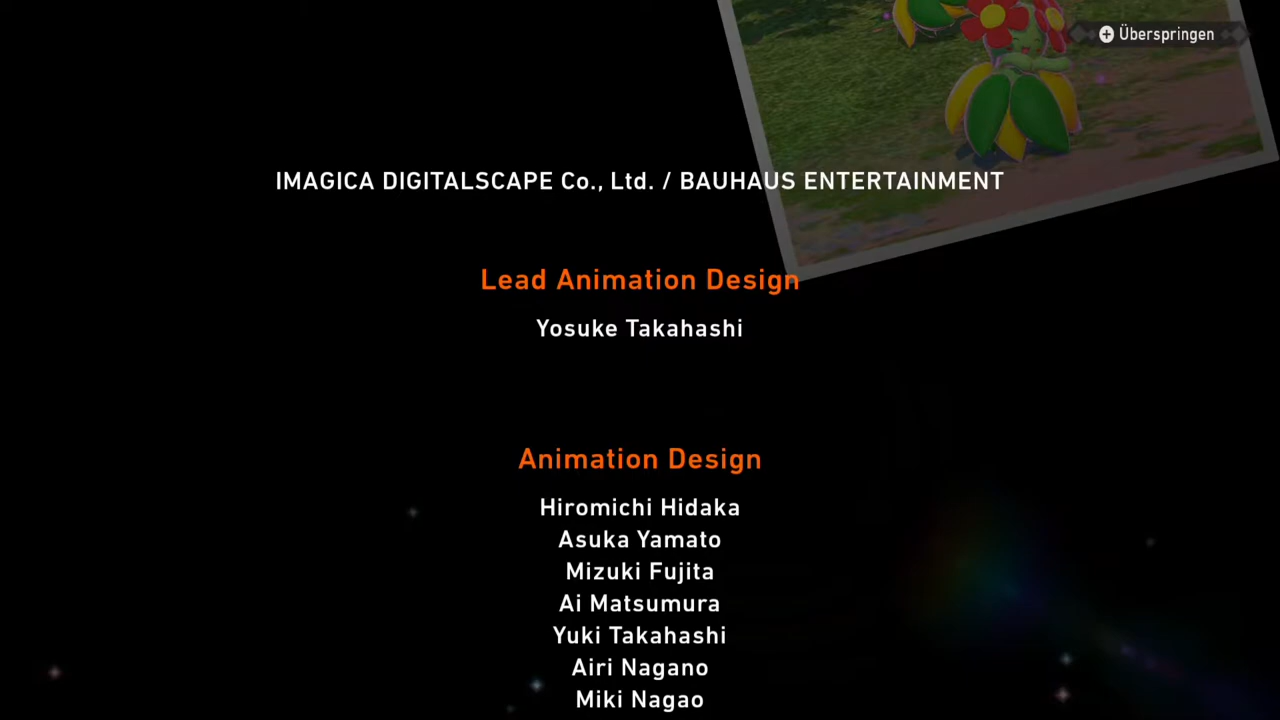 Überspringen
IMAGICA DIGITALSCAPE Co., Ltd. / BAUHAUS ENTERTAINMENT
Lead Animation Design
Yosuke Takahashi
Animation Design
Hiromichi Hidaka
Asuka Yamato
Mizuki Fujita
Ai Matsumura
Yuki Takahashi
Airi Nagano
Miki Nagao